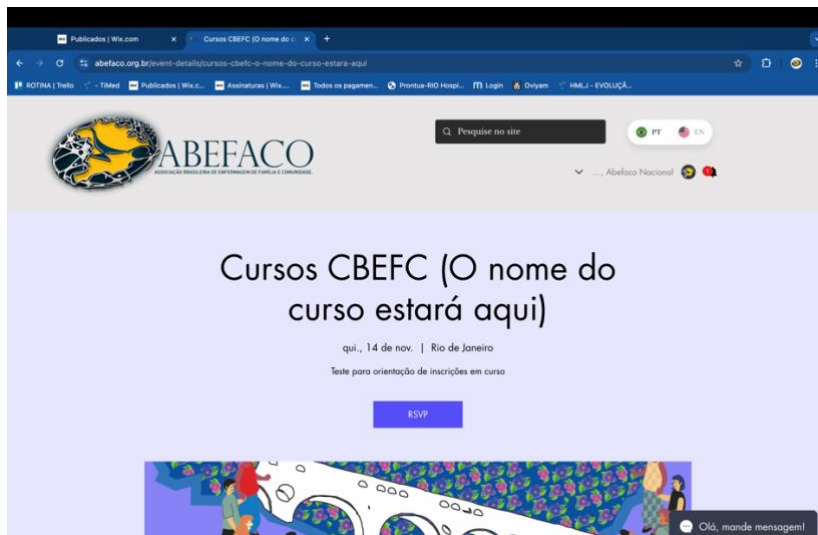 Publicados | Wix.com
Cursos CBEFC (O nome do c
abefaco.org.br/event-details/cursos-cbefc-o-nome-do-curso-estara-aqui
ROTINA | Trello - TiMed Publicados | Wix.c... Assinaturas | Wix.... Todos os pagamen... Prontua-RIO Hospi... Login Oviyam HMLJ - EVOLUÇÃ...
ABEFACO
ASSOCIAÇÃO BRASILEIRA DE ENFERMAGEM DE FAMÍLIA E COMUNIDADE.
Pesquise no site
PT EN
..., Abefaco Nacional
Cursos CBEFC (O nome do
curso estará aqui)
qui., 14 de nov. | Rio de Janeiro
Teste para orientação de inscrições em curso
RSVP
Olá, mande mensagem!